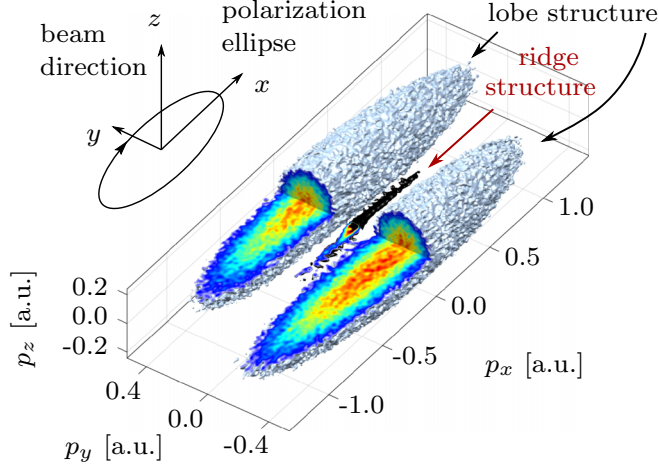 polarization
ellipse
lobe structure
beam
direction
z
ridge
structure
x
y
1.0
0.5
0.0
-0.5
-1.0
p_x [a.u.]
0.2
0.0
-0.2
p_z [a.u.]
0.4
0.0
-0.4
p_y [a.u.]